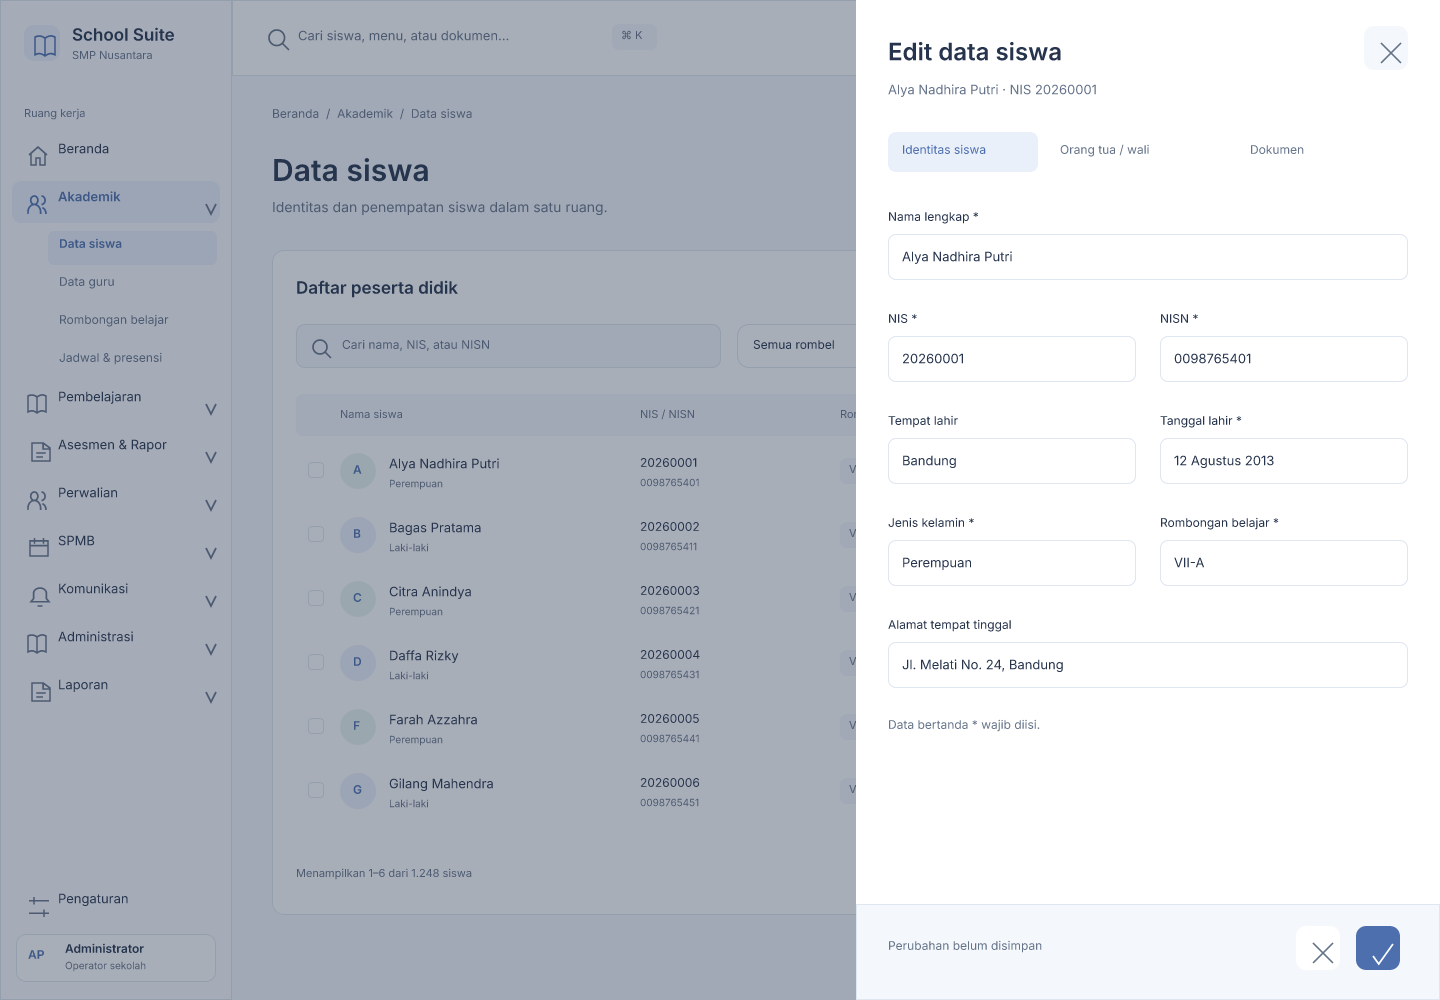 School Suite
SMP Nusantara
Cari siswa, menu, atau dokumen...
⌘ K
Ruang kerja
Beranda
Akademik
Data siswa
Data guru
Rombongan belajar
Jadwal & presensi
Pembelajaran
Asesmen & Rapor
Perwalian
SPMB
Komunikasi
Administrasi
Laporan
Pengaturan
AP
Administrator
Operator sekolah
Beranda / Akademik / Data siswa
Data siswa
Identitas dan penempatan siswa dalam satu ruang.
Daftar peserta didik
Cari nama, NIS, atau NISN
Semua rombel
Nama siswa NIS / NISN
A Alya Nadhira Putri 20260001
Perempuan 0098765401
B Bagas Pratama 20260002
Laki-laki 0098765411
C Citra Anindya 20260003
Perempuan 0098765421
D Daffa Rizky 20260004
Laki-laki 0098765431
F Farah Azzahra 20260005
Perempuan 0098765441
G Gilang Mahendra 20260006
Laki-laki 0098765451
Menampilkan 1–6 dari 1.248 siswa
Edit data siswa
Alya Nadhira Putri · NIS 20260001
Identitas siswa Orang tua / wali Dokumen
Nama lengkap *
Alya Nadhira Putri
NIS * NISN *
20260001 0098765401
Tempat lahir Tanggal lahir *
Bandung 12 Agustus 2013
Jenis kelamin * Rombongan belajar *
Perempuan VII-A
Alamat tempat tinggal
Jl. Melati No. 24, Bandung
Data bertanda * wajib diisi.
Perubahan belum disimpan